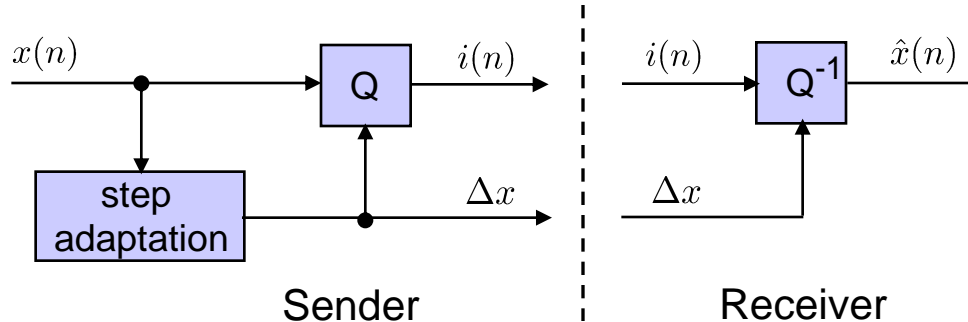 x(n)
Q
i(n)
i(n)
Q⁻¹
x̂(n)
step
adaptation
Δx
Δx
Sender
Receiver